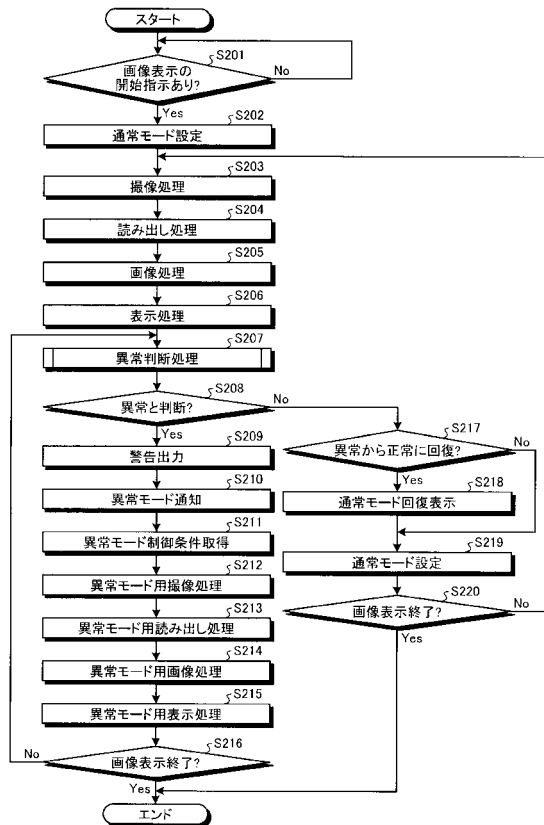 スタート
S201
画像表示の
開始指示あり?
No
Yes
S202
通常モード設定
S203
撮像処理
S204
読み出し処理
S205
画像処理
S206
表示処理
S207
異常判断処理
S208
異常と判断?
No
Yes
S209
警告出力
S210
異常モード通知
S211
異常モード制御条件取得
S212
異常モード用撮像処理
S213
異常モード用読み出し処理
S214
異常モード用画像処理
S215
異常モード用表示処理
S216
画像表示終了?
No
Yes
エンド
S217
異常から正常に回復?
No
Yes
S218
通常モード回復表示
S219
通常モード設定
S220
画像表示終了?
No
Yes